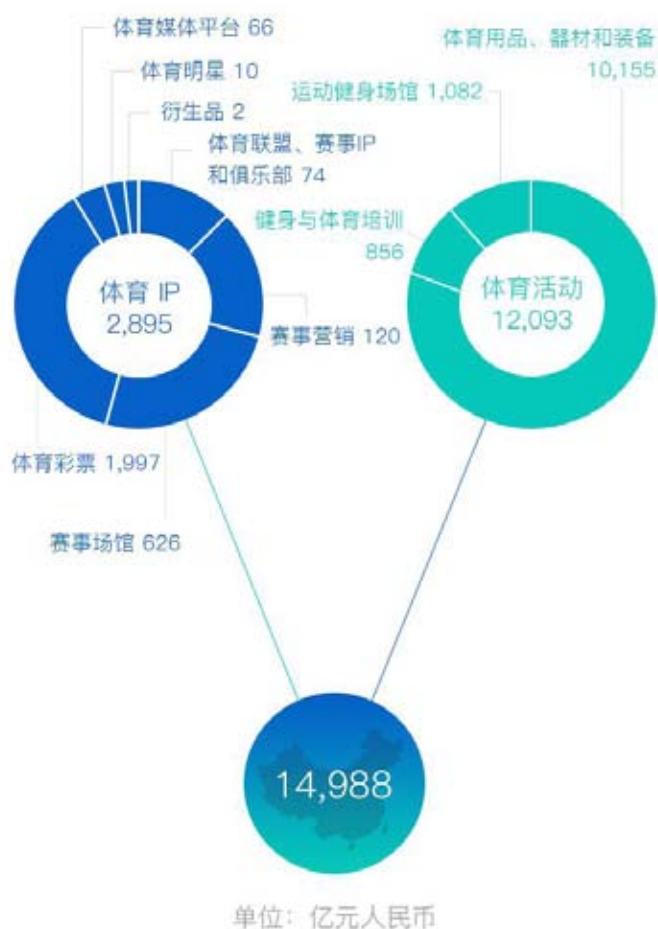 体育媒体平台 66
体育明星 10
衍生品 2
体育联盟、赛事IP
和俱乐部 74
体育 IP
2,895
赛事营销 120
体育彩票 1,997
赛事场馆 626
体育用品、器材和装备
10,155
运动健身场馆 1,082
健身与体育培训
856
体育活动
12,093
14,988
单位：亿元人民币